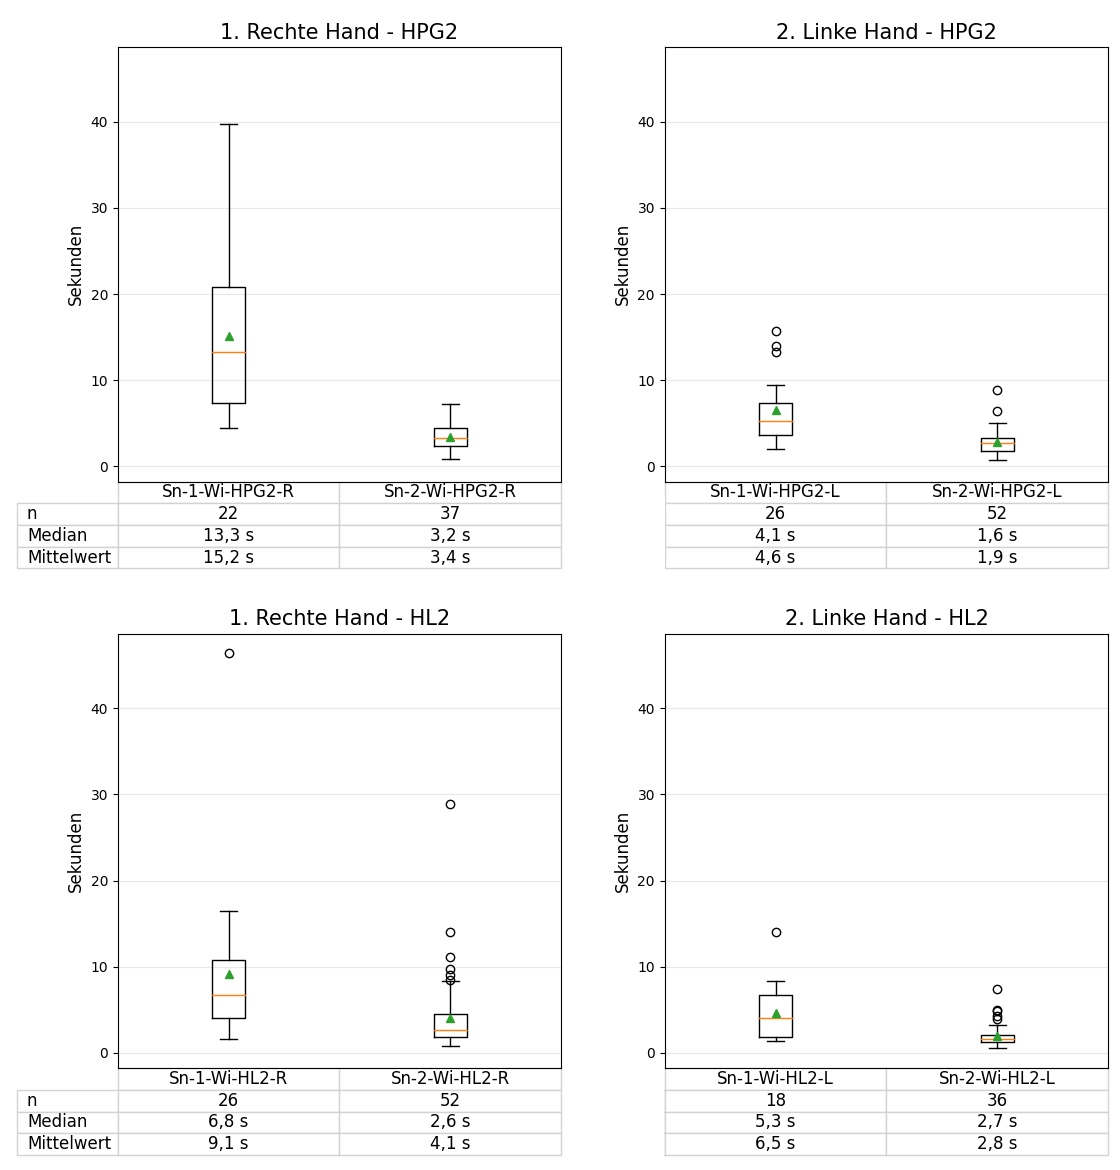 1. Rechte Hand - HPG2
2. Linke Hand - HPG2
Sekunden
40
30
20
10
0
Sekunden
40
30
20
10
0
Sn-1-Wi-HPG2-R Sn-2-Wi-HPG2-R
n 22 37
Median 13,3 s 3,2 s
Mittelwert 15,2 s 3,4 s
Sn-1-Wi-HPG2-L Sn-2-Wi-HPG2-L
26 52
4,1 s 1,6 s
4,6 s 1,9 s
1. Rechte Hand - HL2
2. Linke Hand - HL2
Sekunden
40
30
20
10
0
Sekunden
40
30
20
10
0
Sn-1-Wi-HL2-R Sn-2-Wi-HL2-R
n 26 52
Median 6,8 s 2,6 s
Mittelwert 9,1 s 4,1 s
Sn-1-Wi-HL2-L Sn-2-Wi-HL2-L
18 36
5,3 s 2,7 s
6,5 s 2,8 s